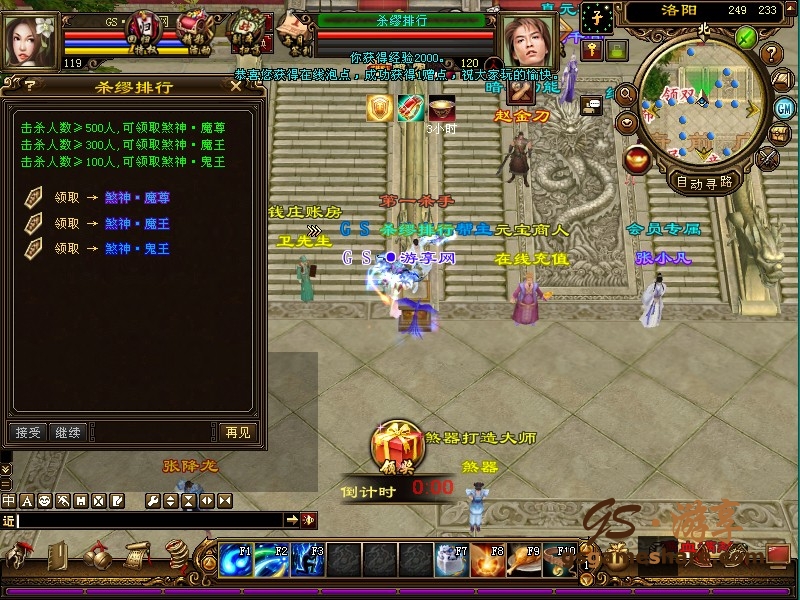 杀缪排行
洛阳 249 233
北
你获得经验2000。
119
120
恭喜您获得在线泡点，成功获得1赠点，祝大家玩的愉快。
杀缪排行
击杀人数≥500人,可领取煞神·魔尊
击杀人数≥300人,可领取煞神·魔王
击杀人数≥100人,可领取煞神·鬼王
领取 → 煞神·魔尊
领取 → 煞神·魔王
领取 → 煞神·鬼王
接受 继续 再见
3小时
赵金刀
GM
自动寻路
第一杀手
钱庄账房
卫先生
GS 杀缪排行帮主
GS 游享网
元宝商人
在线充值
会员专属
张小凡
煞器打造大师
煞器
领奖
倒计时 0:00
张降龙
近
F1 F2 F3 F7 F8 F9 F10
GS·游享